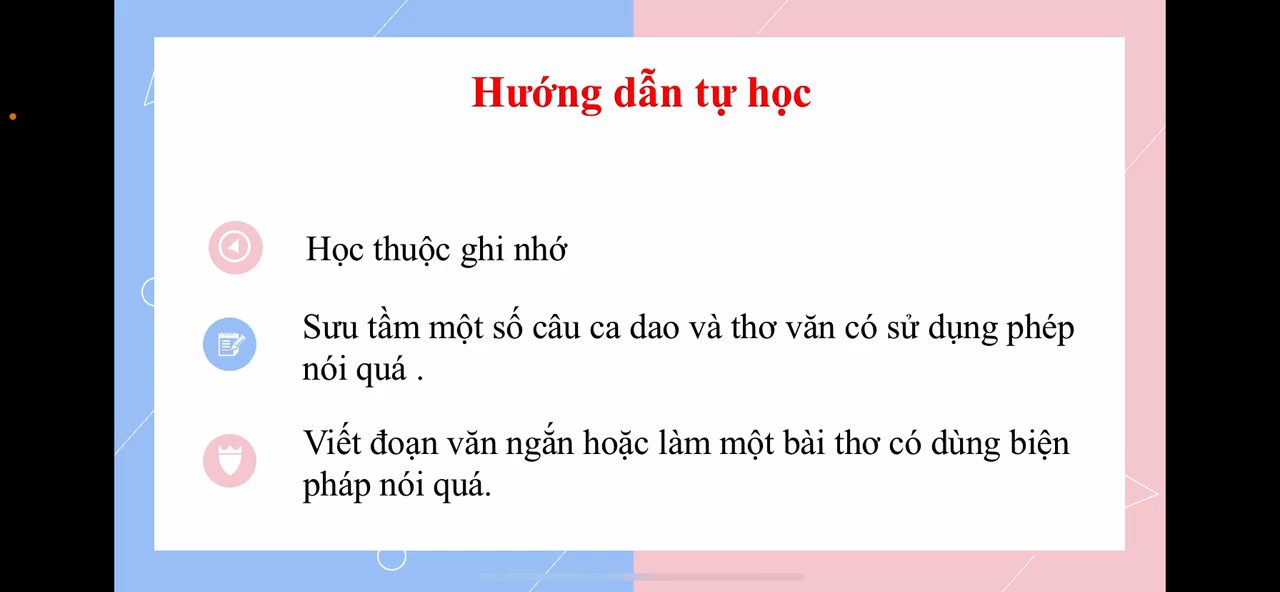 Hướng dẫn tự học
Học thuộc ghi nhớ
Sưu tầm một số câu ca dao và thơ văn có sử dụng phép
nói quá .
Viết đoạn văn ngắn hoặc làm một bài thơ có dùng biện
pháp nói quá.